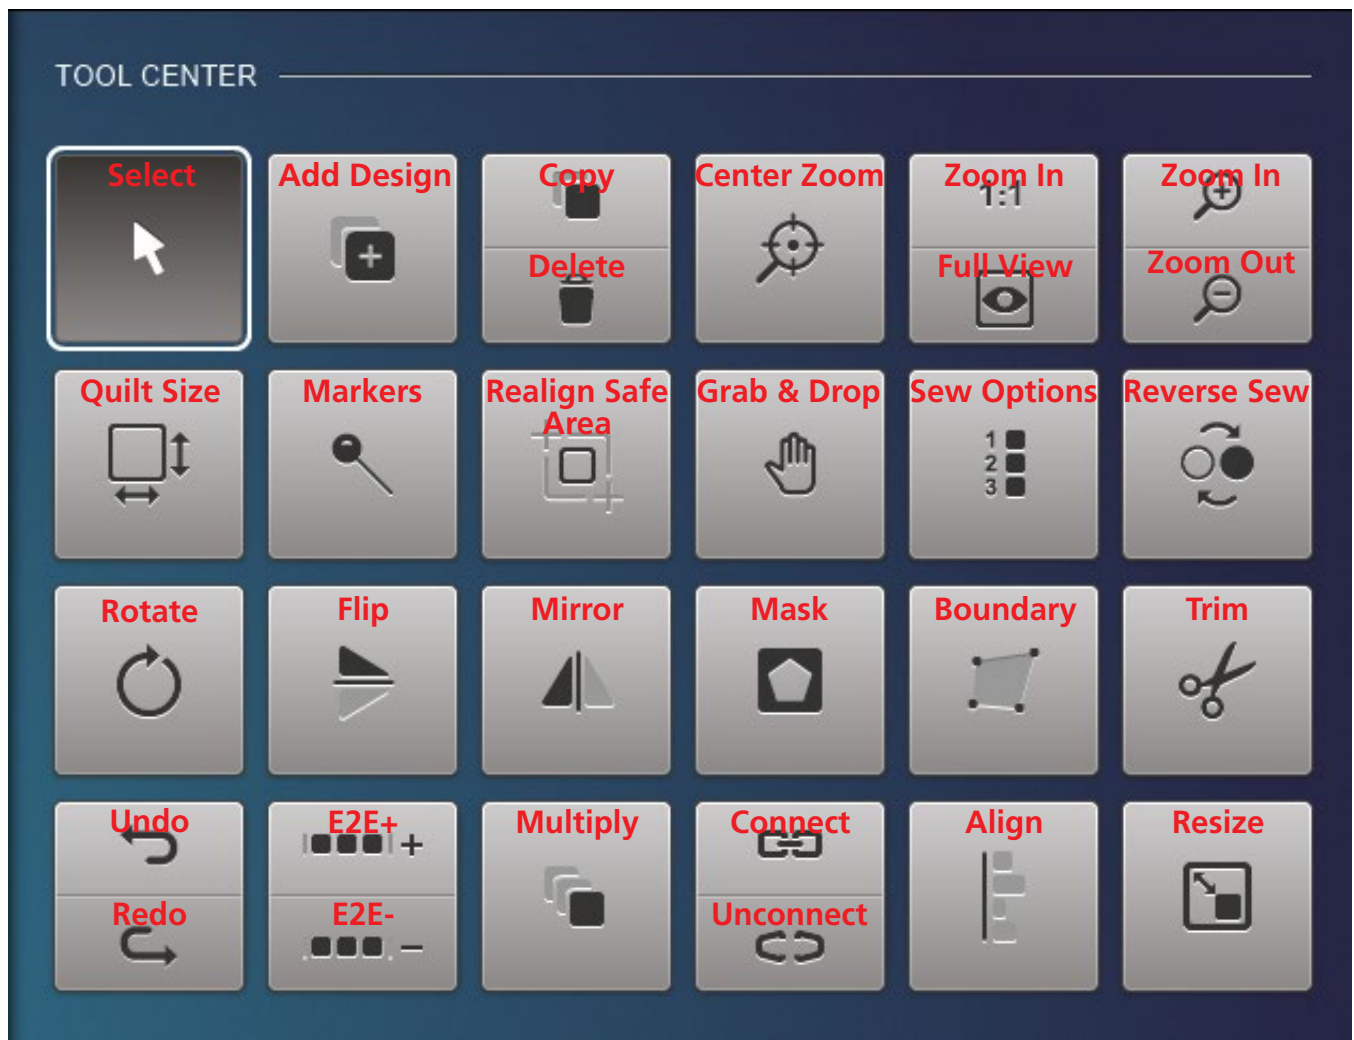 TOOL CENTER
Select
Add Design
Copy
Center Zoom
Zoom In
Zoom In
1:1
Delete
Full View
Zoom Out
Quilt Size
Markers
Realign Safe
Area
Grab & Drop
Sew Options
1
2
3
Reverse Sew
Rotate
Flip
Mirror
Mask
Boundary
Trim
Undo
E2E+
Multiply
Connect
Align
Resize
Redo
E2E-
Unconnect